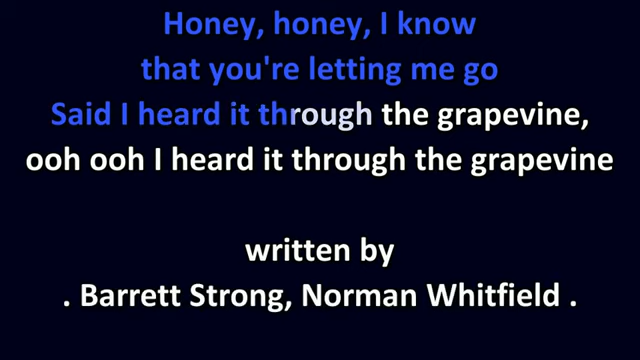 Honey, honey, I know
that you're letting me go
Said I heard it through the grapevine,
ooh ooh I heard it through the grapevine
written by
. Barrett Strong, Norman Whitfield .